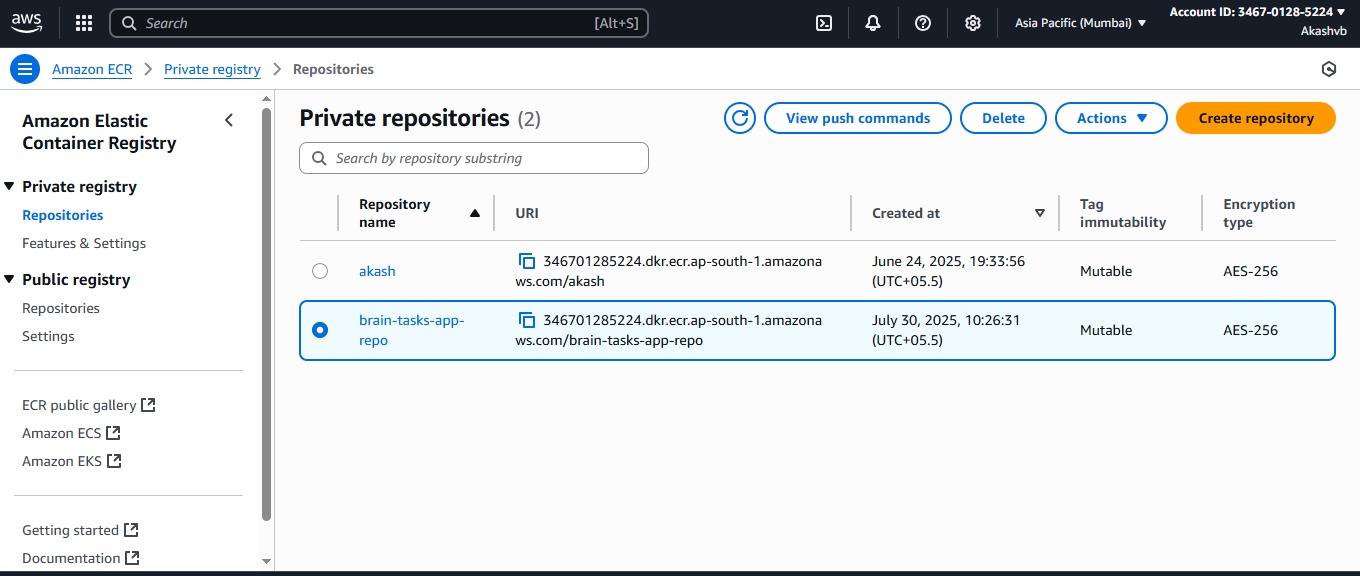 aws
Search [Alt+S]
Asia Pacific (Mumbai)
Account ID: 3467-0128-5224
Akashvb
Amazon ECR
Private registry
Repositories
Amazon Elastic
Container Registry
Private registry
Repositories
Features & Settings
Public registry
Repositories
Settings
ECR public gallery
Amazon ECS
Amazon EKS
Getting started
Documentation
Private repositories (2)
View push commands
Delete
Actions
Create repository
Search by repository substring
Repository
name
URI
Created at
Tag
immutability
Encryption
type
akash
346701285224.dkr.ecr.ap-south-1.amazona
ws.com/akash
June 24, 2025, 19:33:56
(UTC+05.5)
Mutable
AES-256
brain-tasks-app-
repo
346701285224.dkr.ecr.ap-south-1.amazona
ws.com/brain-tasks-app-repo
July 30, 2025, 10:26:31
(UTC+05.5)
Mutable
AES-256